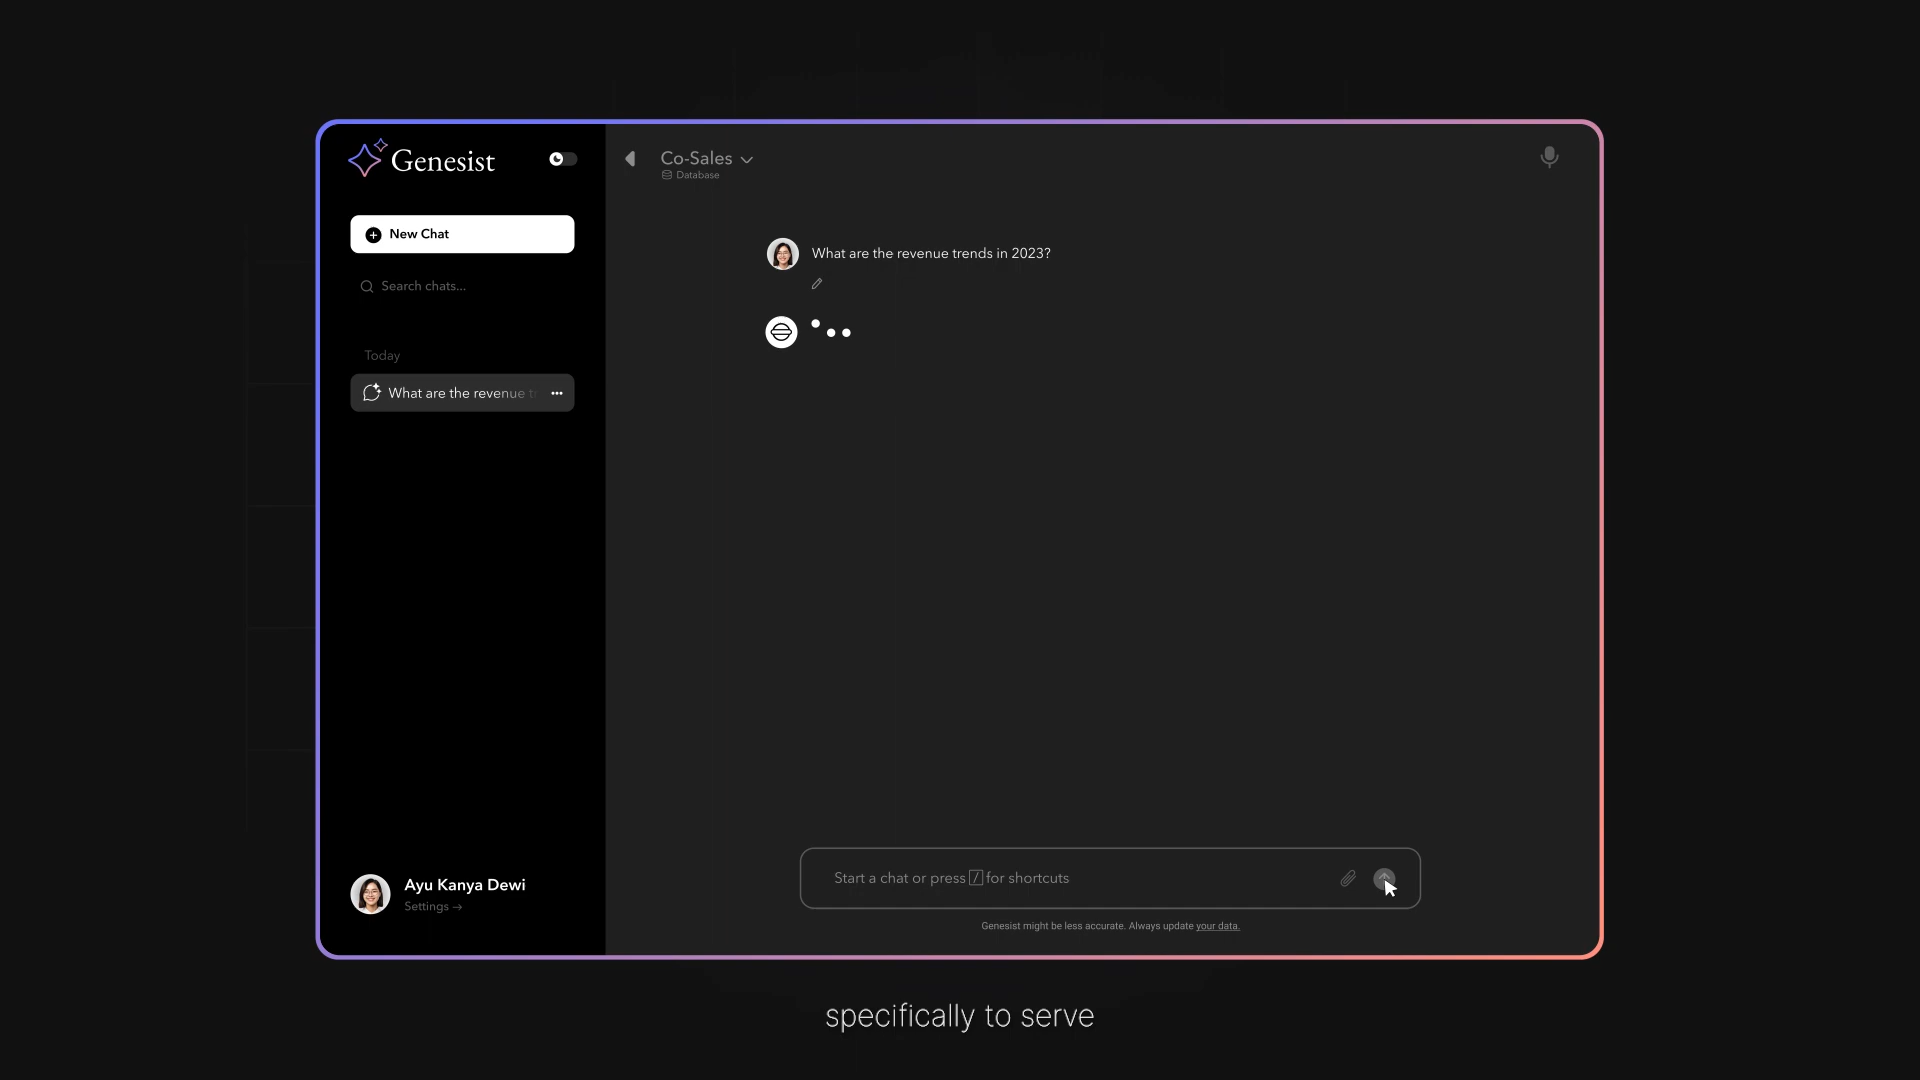 Genesist
New Chat
Search chats...
Today
What are the revenue t
Ayu Kanya Dewi
Settings →
Co-Sales
Database
What are the revenue trends in 2023?
Start a chat or press / for shortcuts
Genesist might be less accurate. Always update your data.
specifically to serve